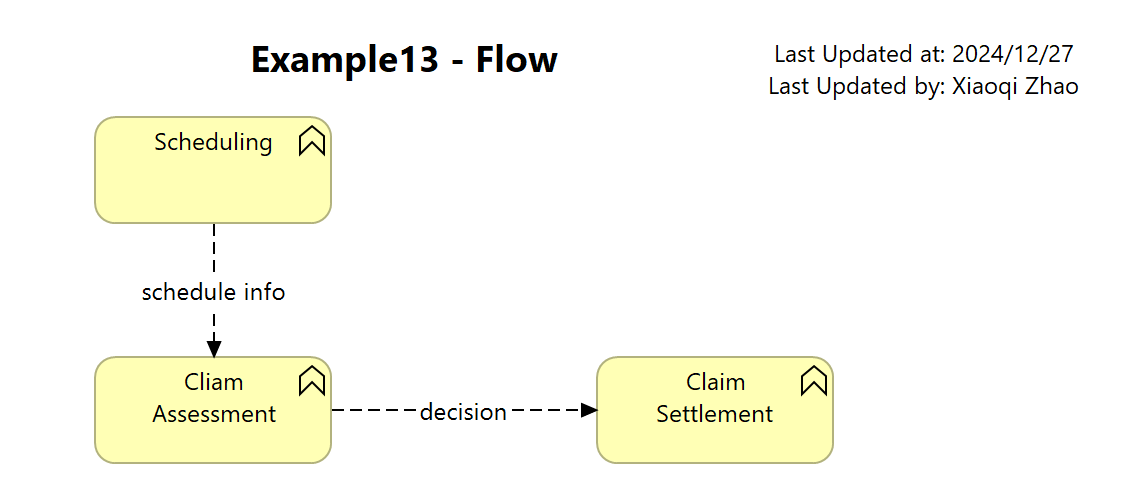 Example13 - Flow
Last Updated at: 2024/12/27
Last Updated by: Xiaoqi Zhao
Scheduling
schedule info
Cliam
Assessment
decision
Claim
Settlement